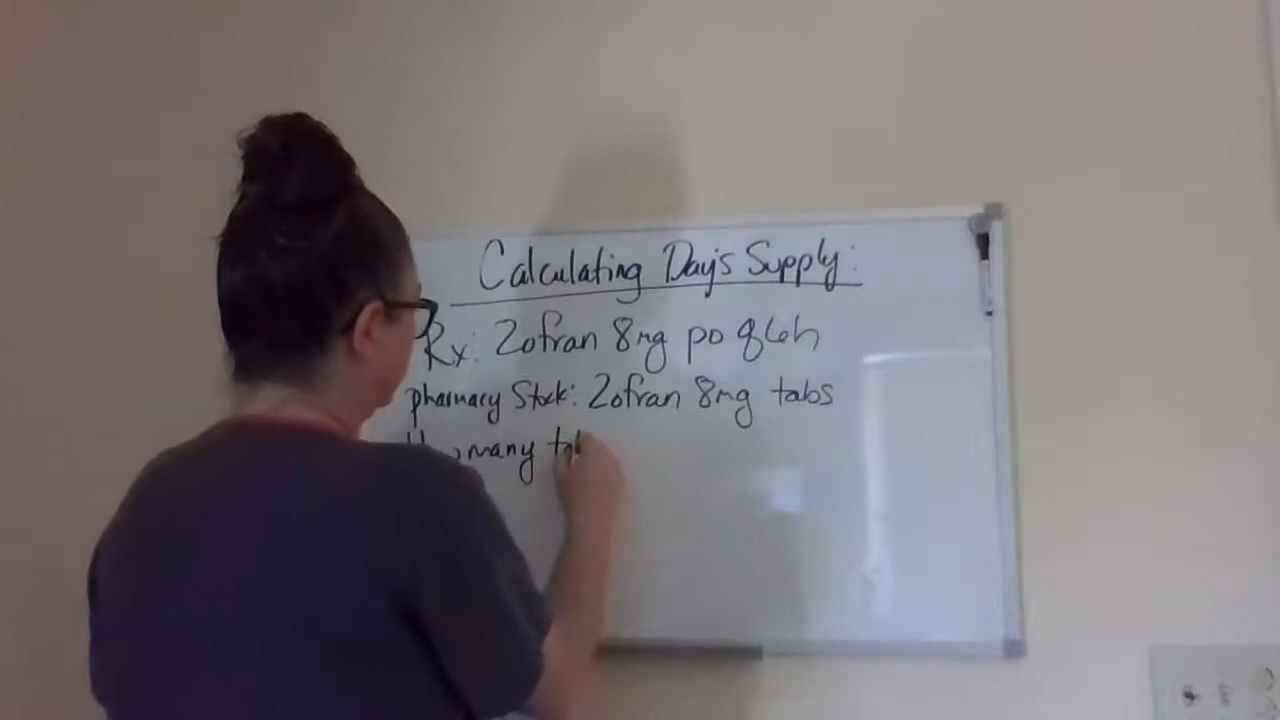 Calculating Day's Supply:
Rx: Zofran 8mg po q6h
pharmacy Stock: Zofran 8mg tabs
many